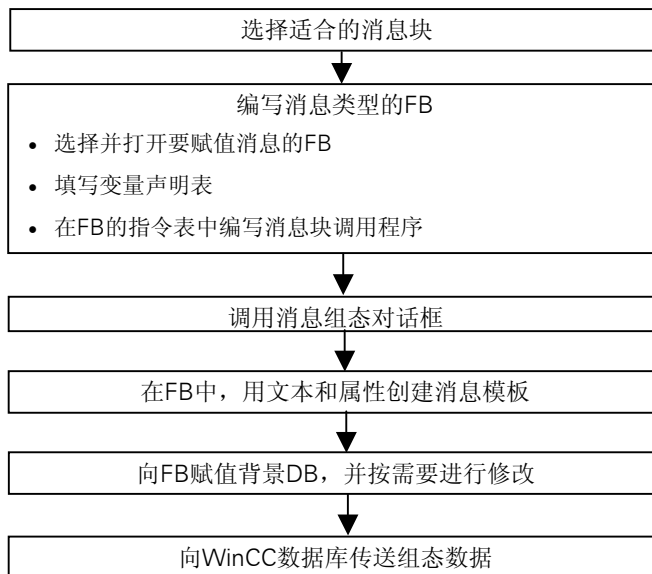 选择适合的消息块
编写消息类型的FB
• 选择并打开要赋值消息的FB
• 填写变量声明表
• 在FB的指令表中编写消息块调用程序
调用消息组态对话框
在FB中，用文本和属性创建消息模板
向FB赋值背景DB，并按需要进行修改
向WinCC数据库传送组态数据